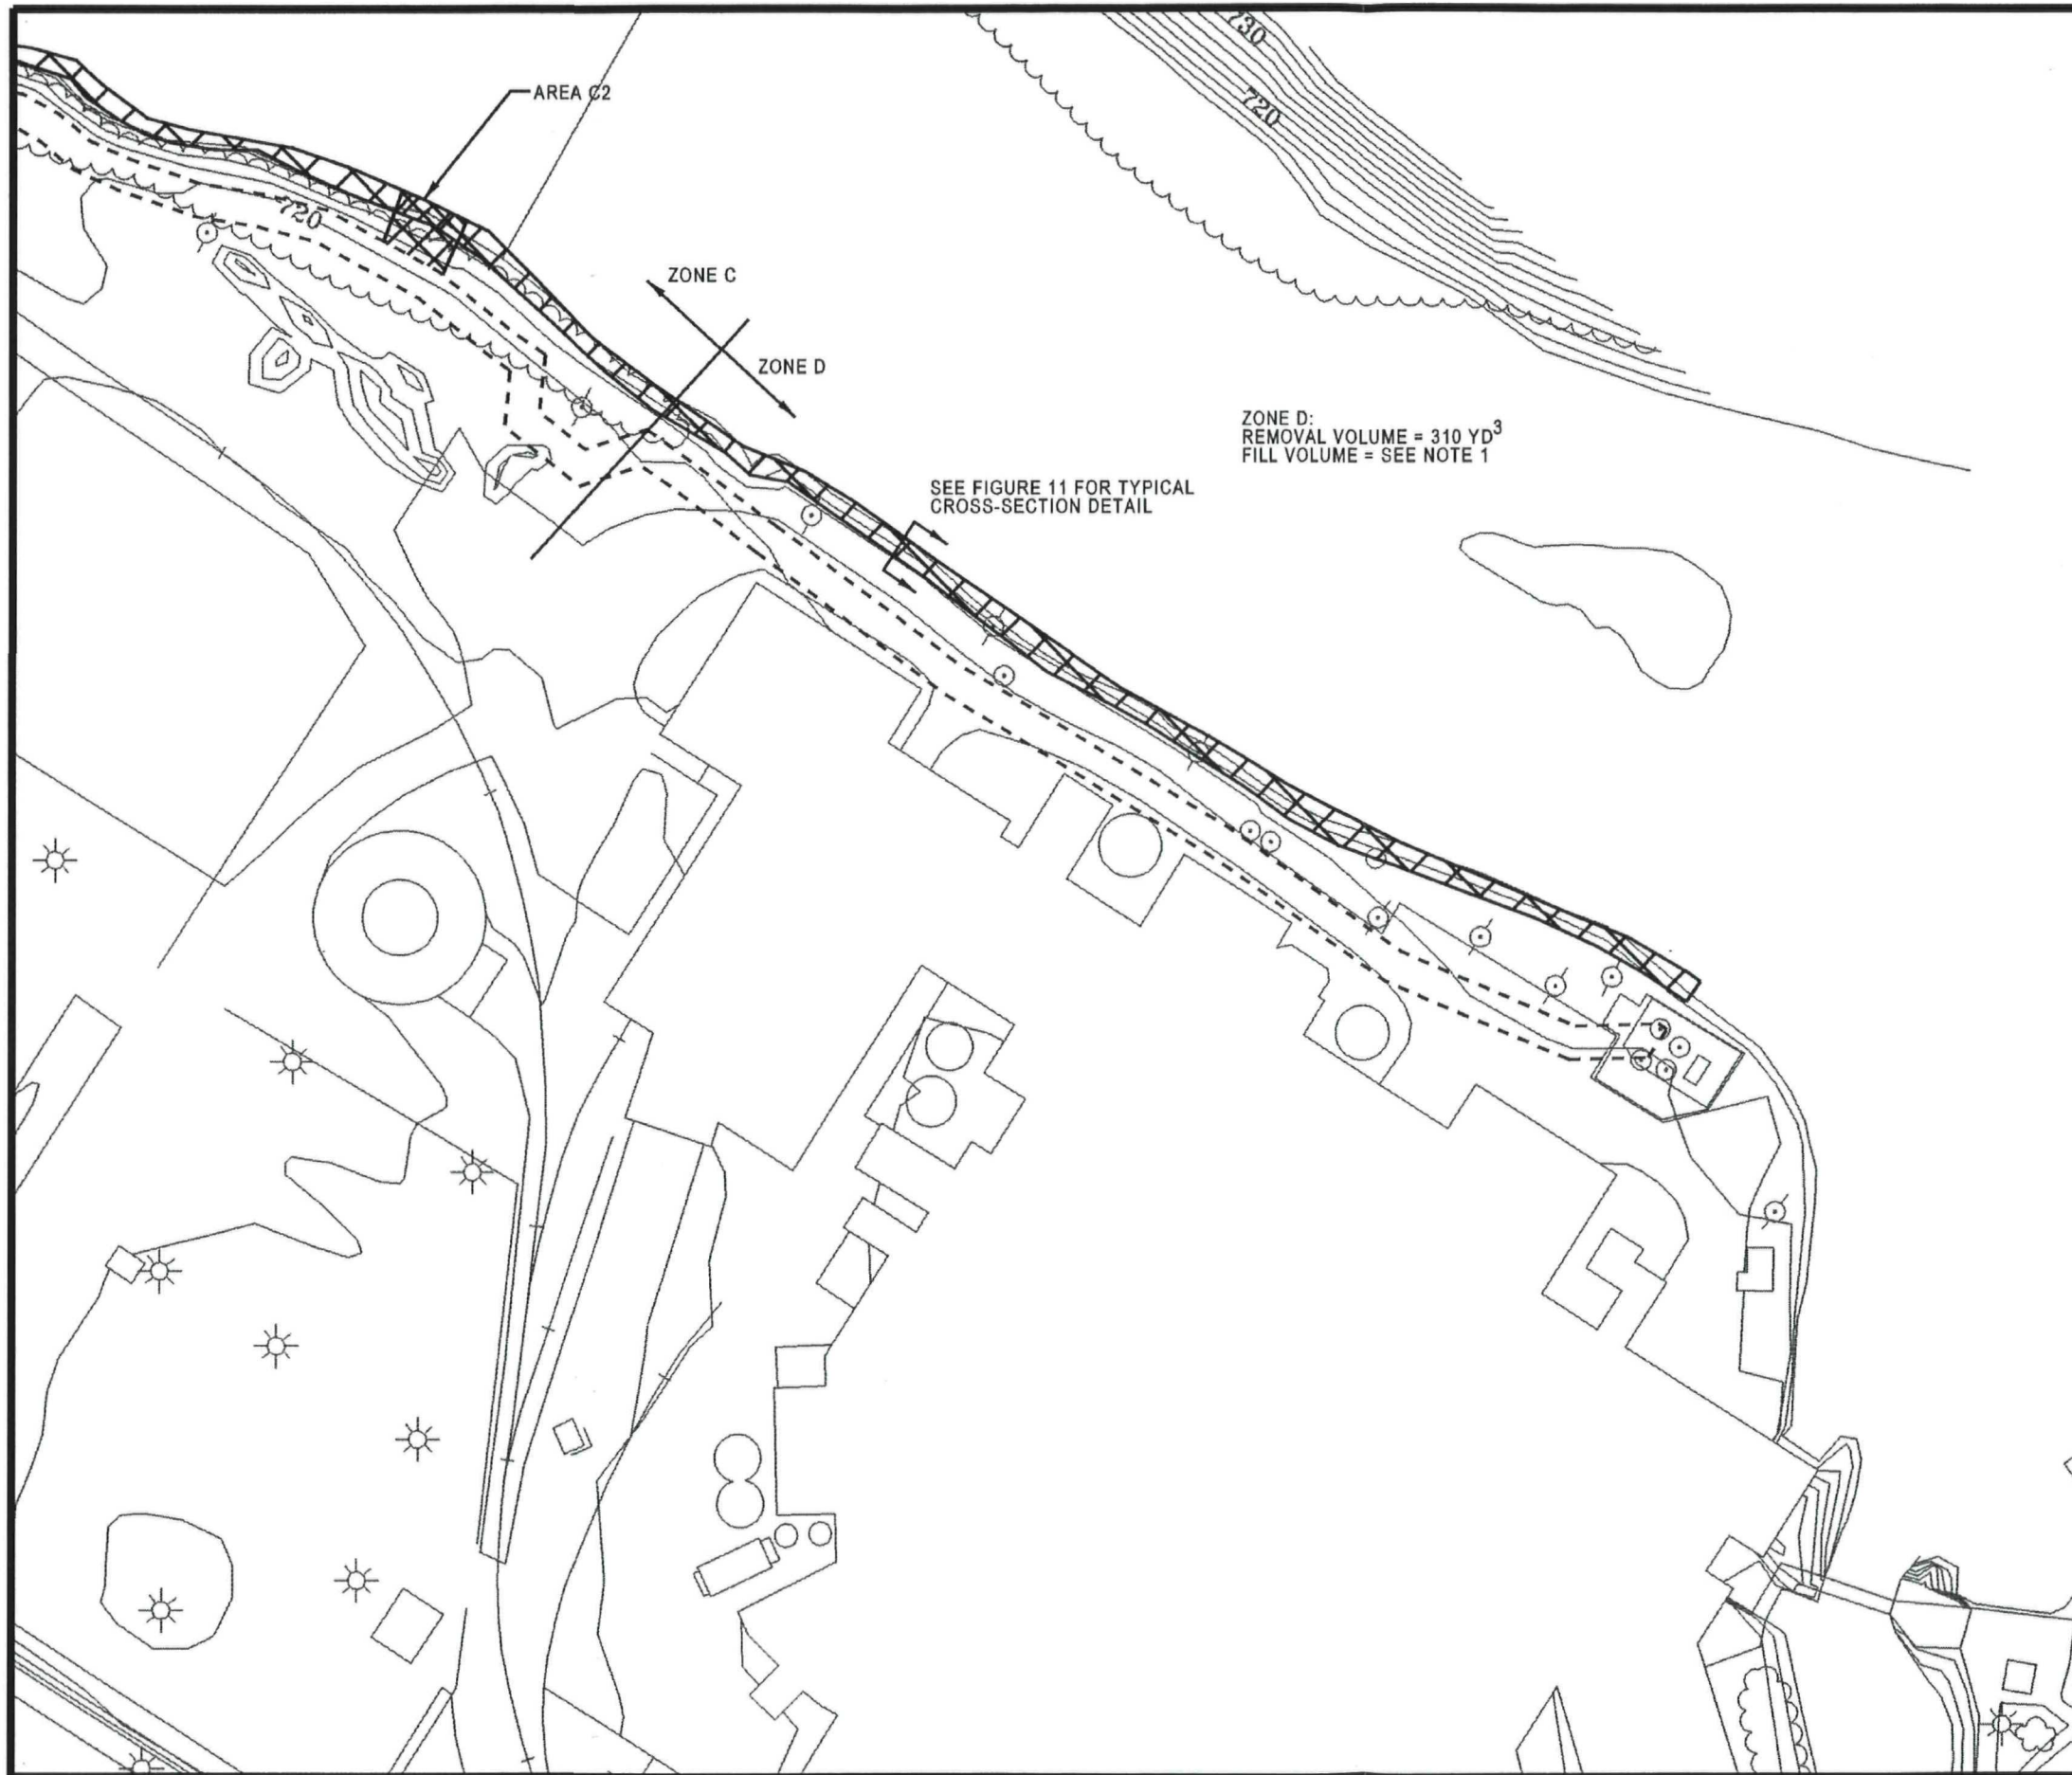 730
720
AREA C2
720
ZONE C
ZONE D
ZONE D:
REMOVAL VOLUME = 310 YD³
FILL VOLUME = SEE NOTE 1
SEE FIGURE 11 FOR TYPICAL
CROSS-SECTION DETAIL